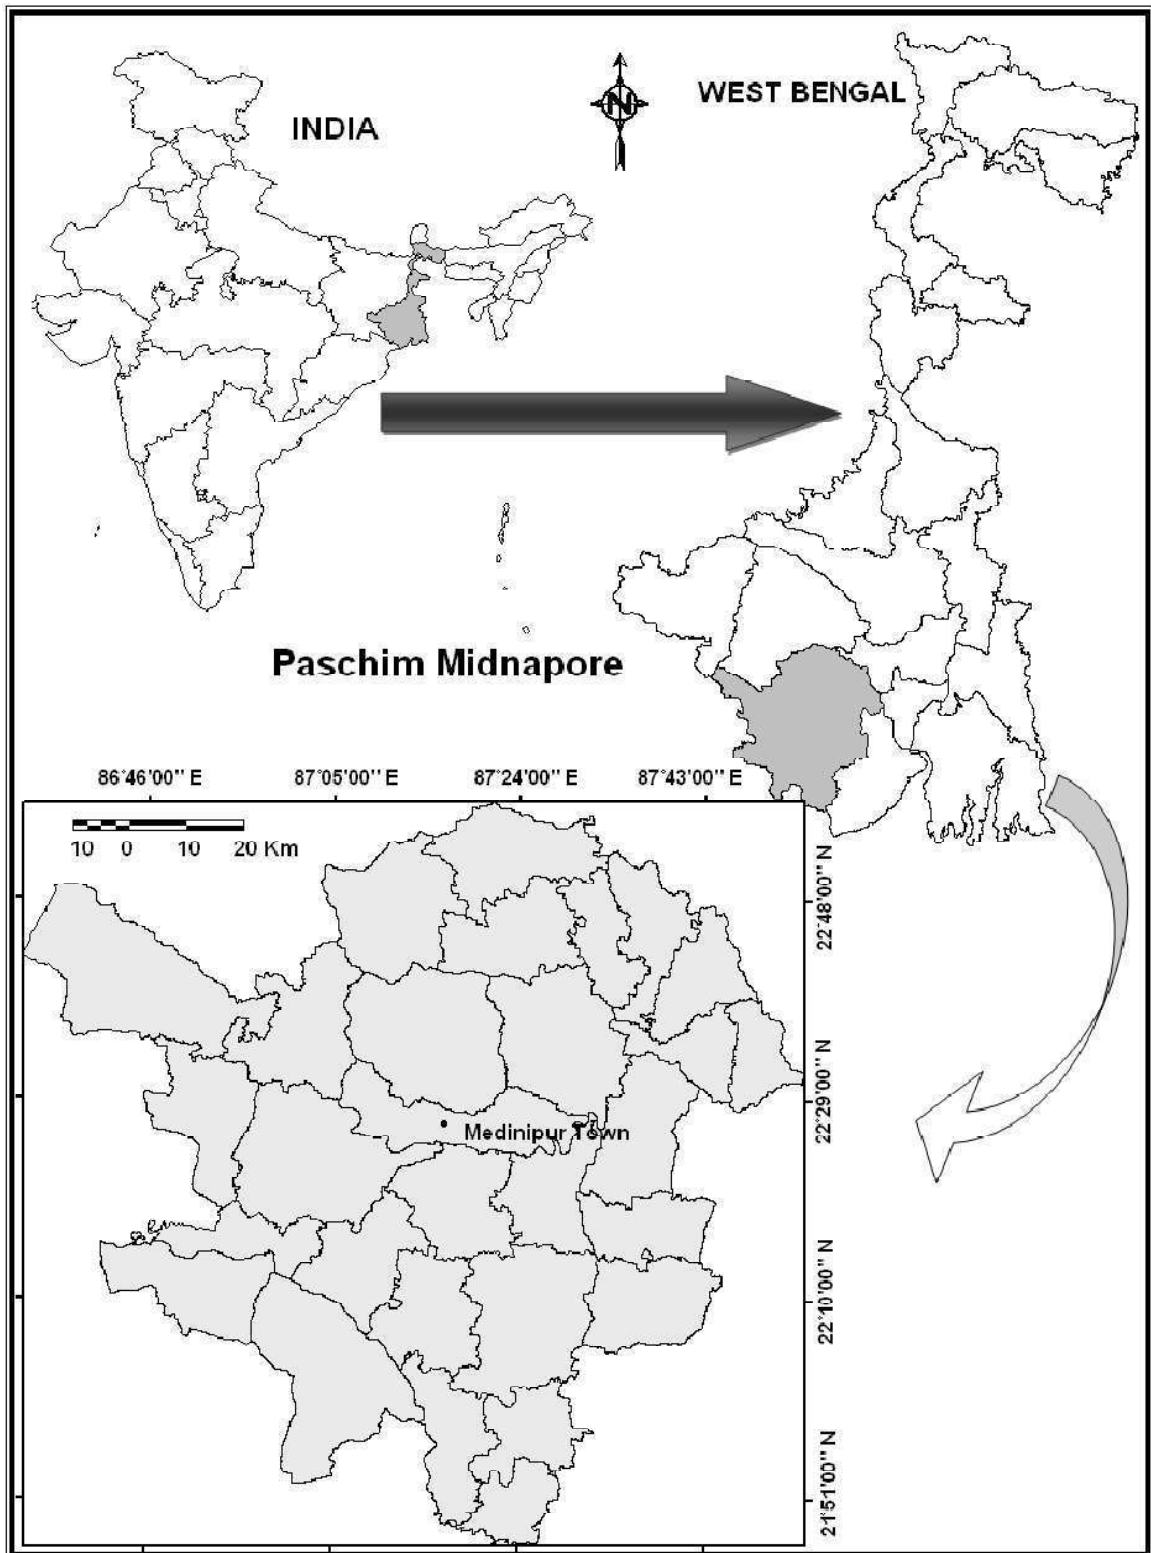 INDIA
N
WEST BENGAL
Paschim Midnapore
86°46'00" E 87°05'00" E 87°24'00" E 87°43'00" E
10 0 10 20 Km
22°48'00" N
22°29'00" N
Medinipur Town
22°10'00" N
21°51'00" N